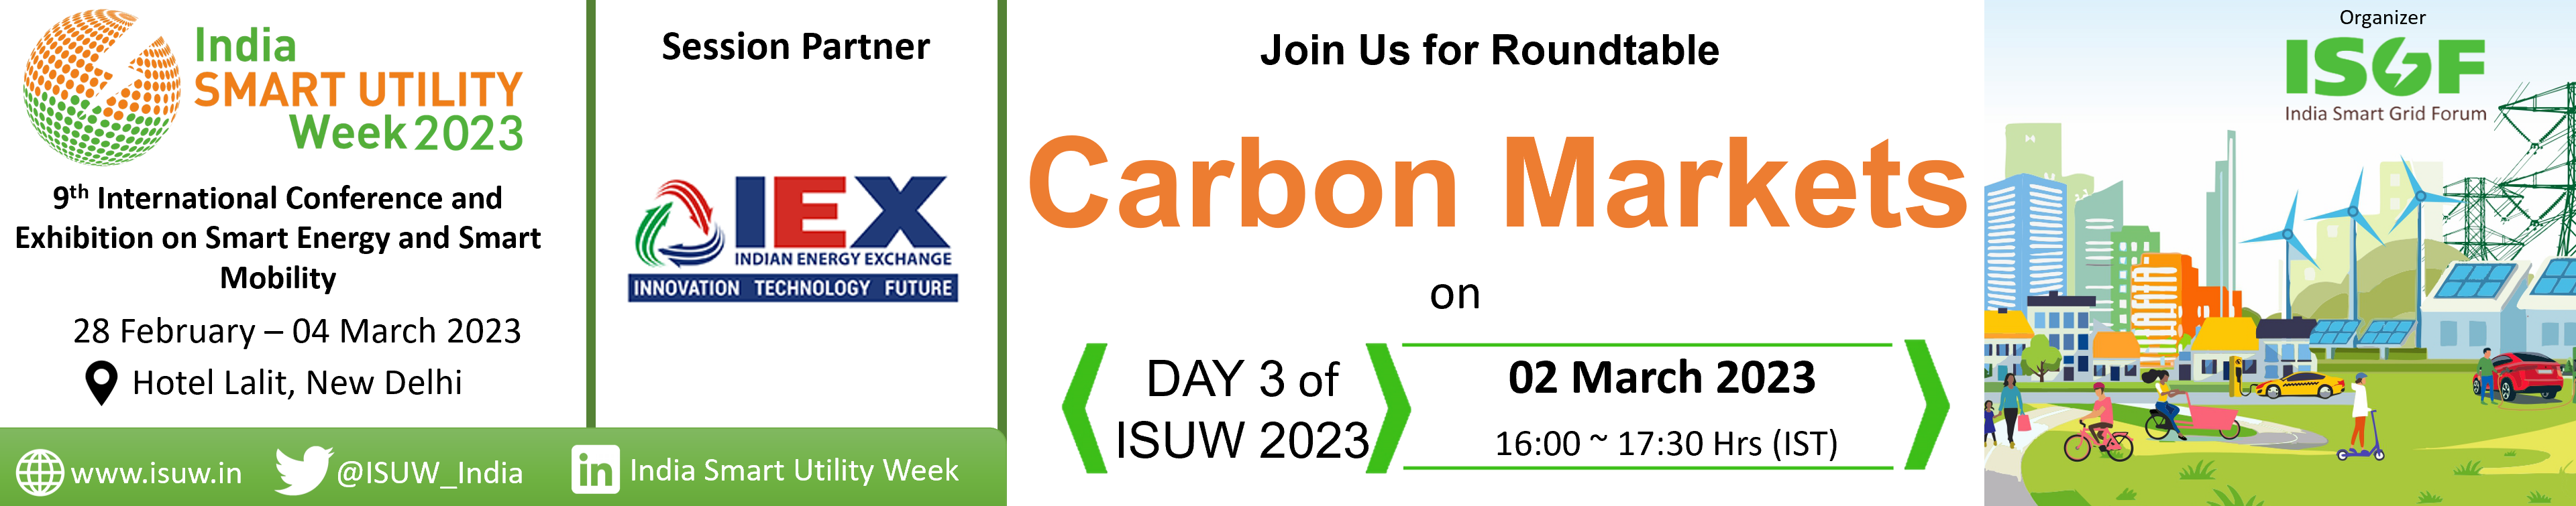 India
SMART UTILITY
Week 2023
9th International Conference and
Exhibition on Smart Energy and Smart
Mobility
28 February – 04 March 2023
Hotel Lalit, New Delhi
www.isuw.in
@ISUW_India
in India Smart Utility Week
Session Partner
IEX
INDIAN ENERGY EXCHANGE
INNOVATION TECHNOLOGY FUTURE
Join Us for Roundtable
Carbon Markets
on
DAY 3 of
ISUW 2023
02 March 2023
16:00 ~ 17:30 Hrs (IST)
Organizer
ISGF
India Smart Grid Forum